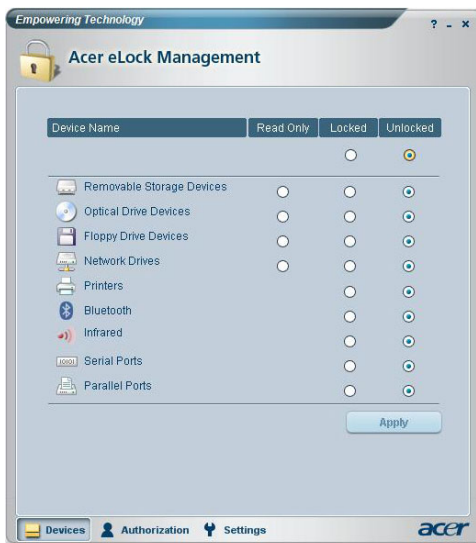 Empowering Technology
? - x
Acer eLock Management
Device Name Read Only Locked Unlocked
Removable Storage Devices
Optical Drive Devices
Floppy Drive Devices
Network Drives
Printers
Bluetooth
Infrared
10101 Serial Ports
Parallel Ports
Apply
Devices Authorization Settings acer